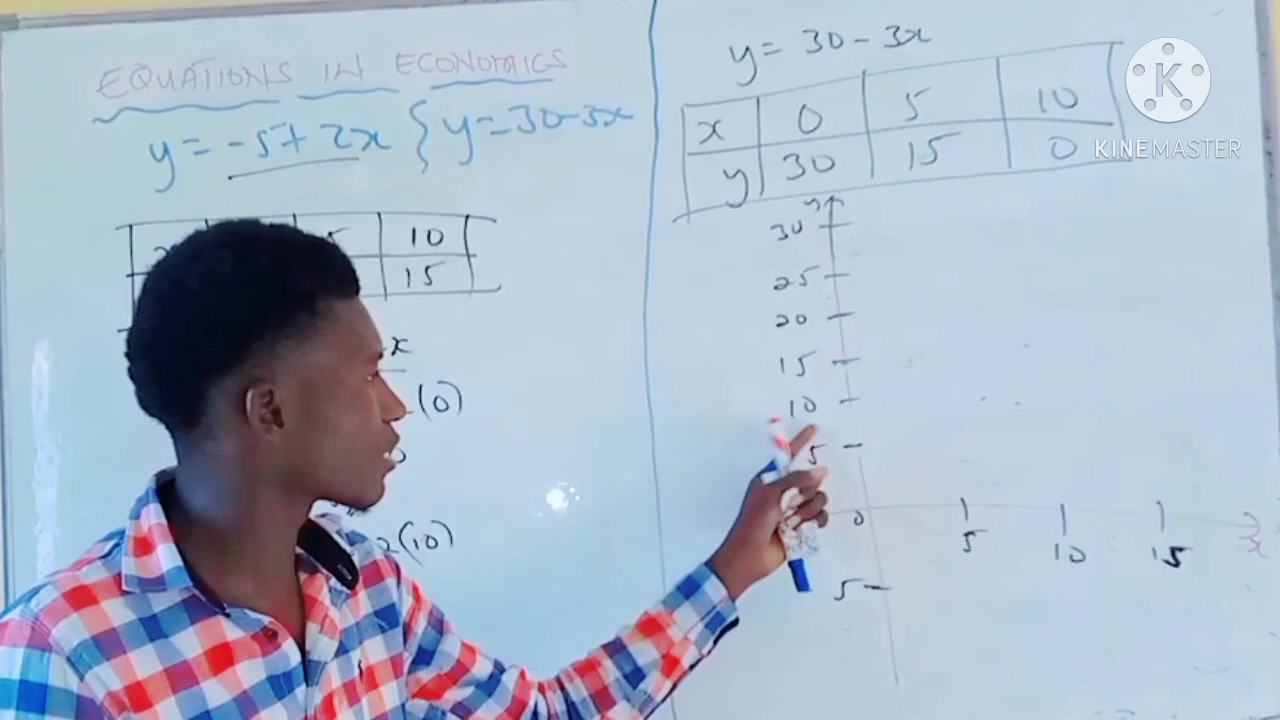 EQUATIONS IN ECONOMICS
y = -5+2x { y=30-3x
10
15
x
(0)
2(10)
y = 30 - 3x
x 0 5 10
y 30 15 0
y
30
25
20
15
10
5
0
5 10 15
x
5
K
KINEMASTER